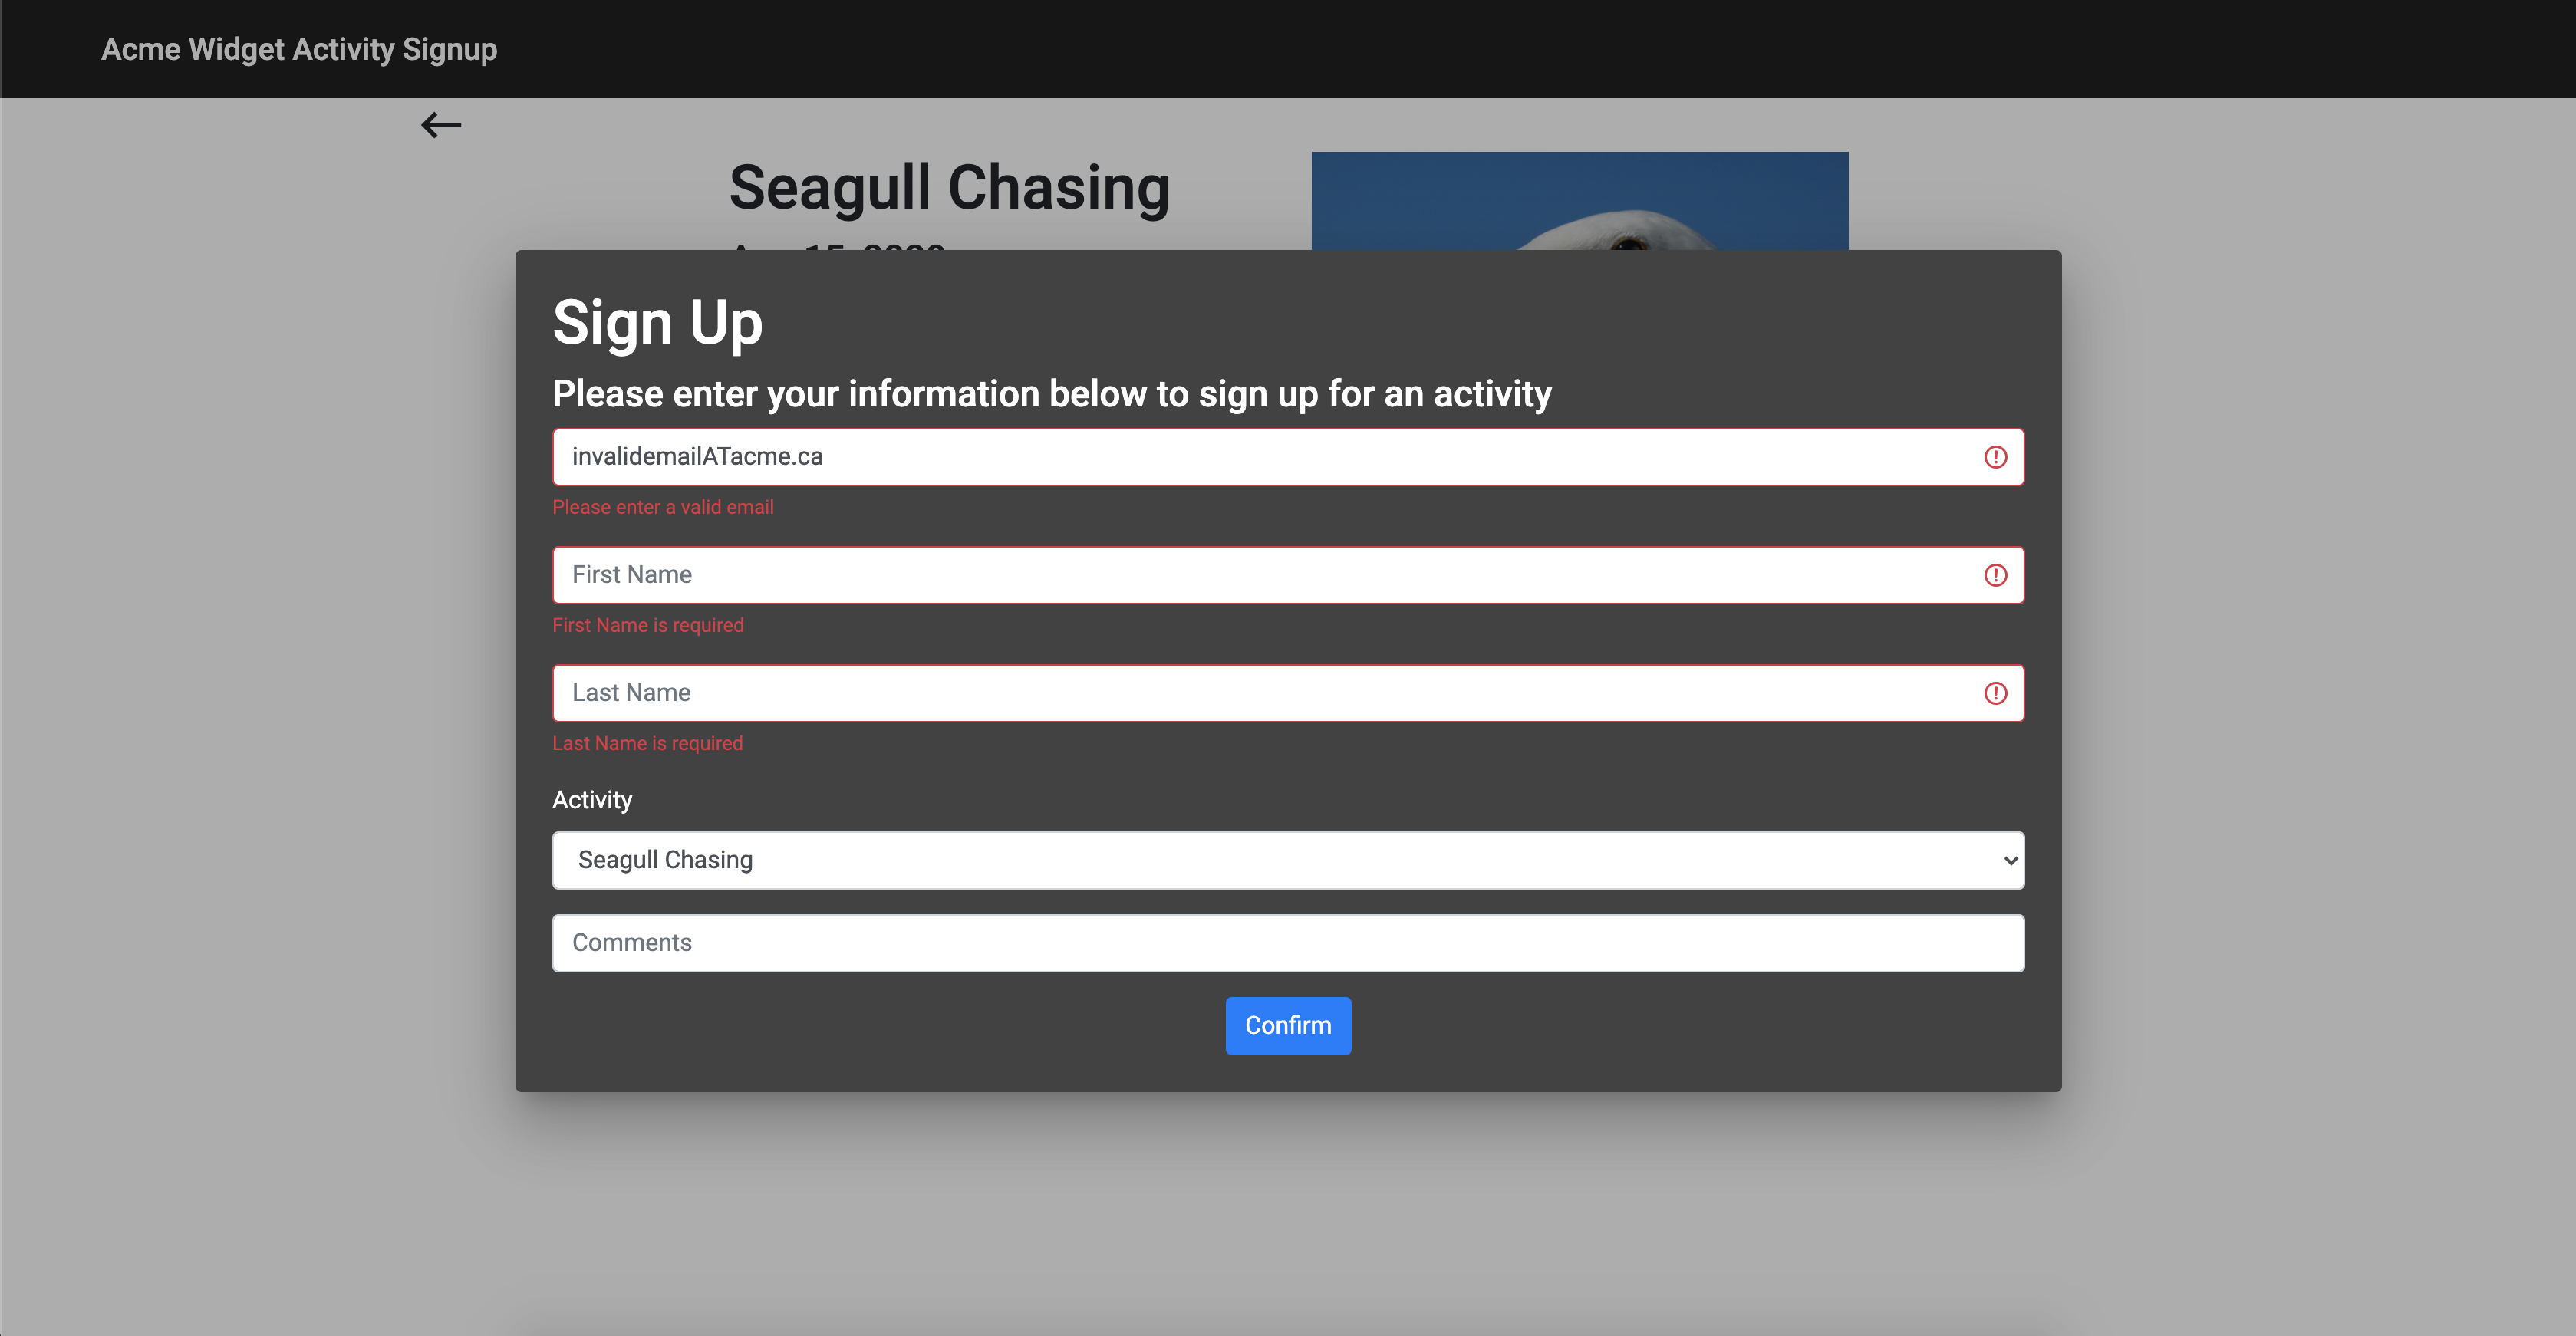 Acme Widget Activity Signup
Seagull Chasing
Sign Up
Please enter your information below to sign up for an activity
invalidemailATacme.ca
Please enter a valid email
First Name
First Name is required
Last Name
Last Name is required
Activity
Seagull Chasing
Comments
Confirm